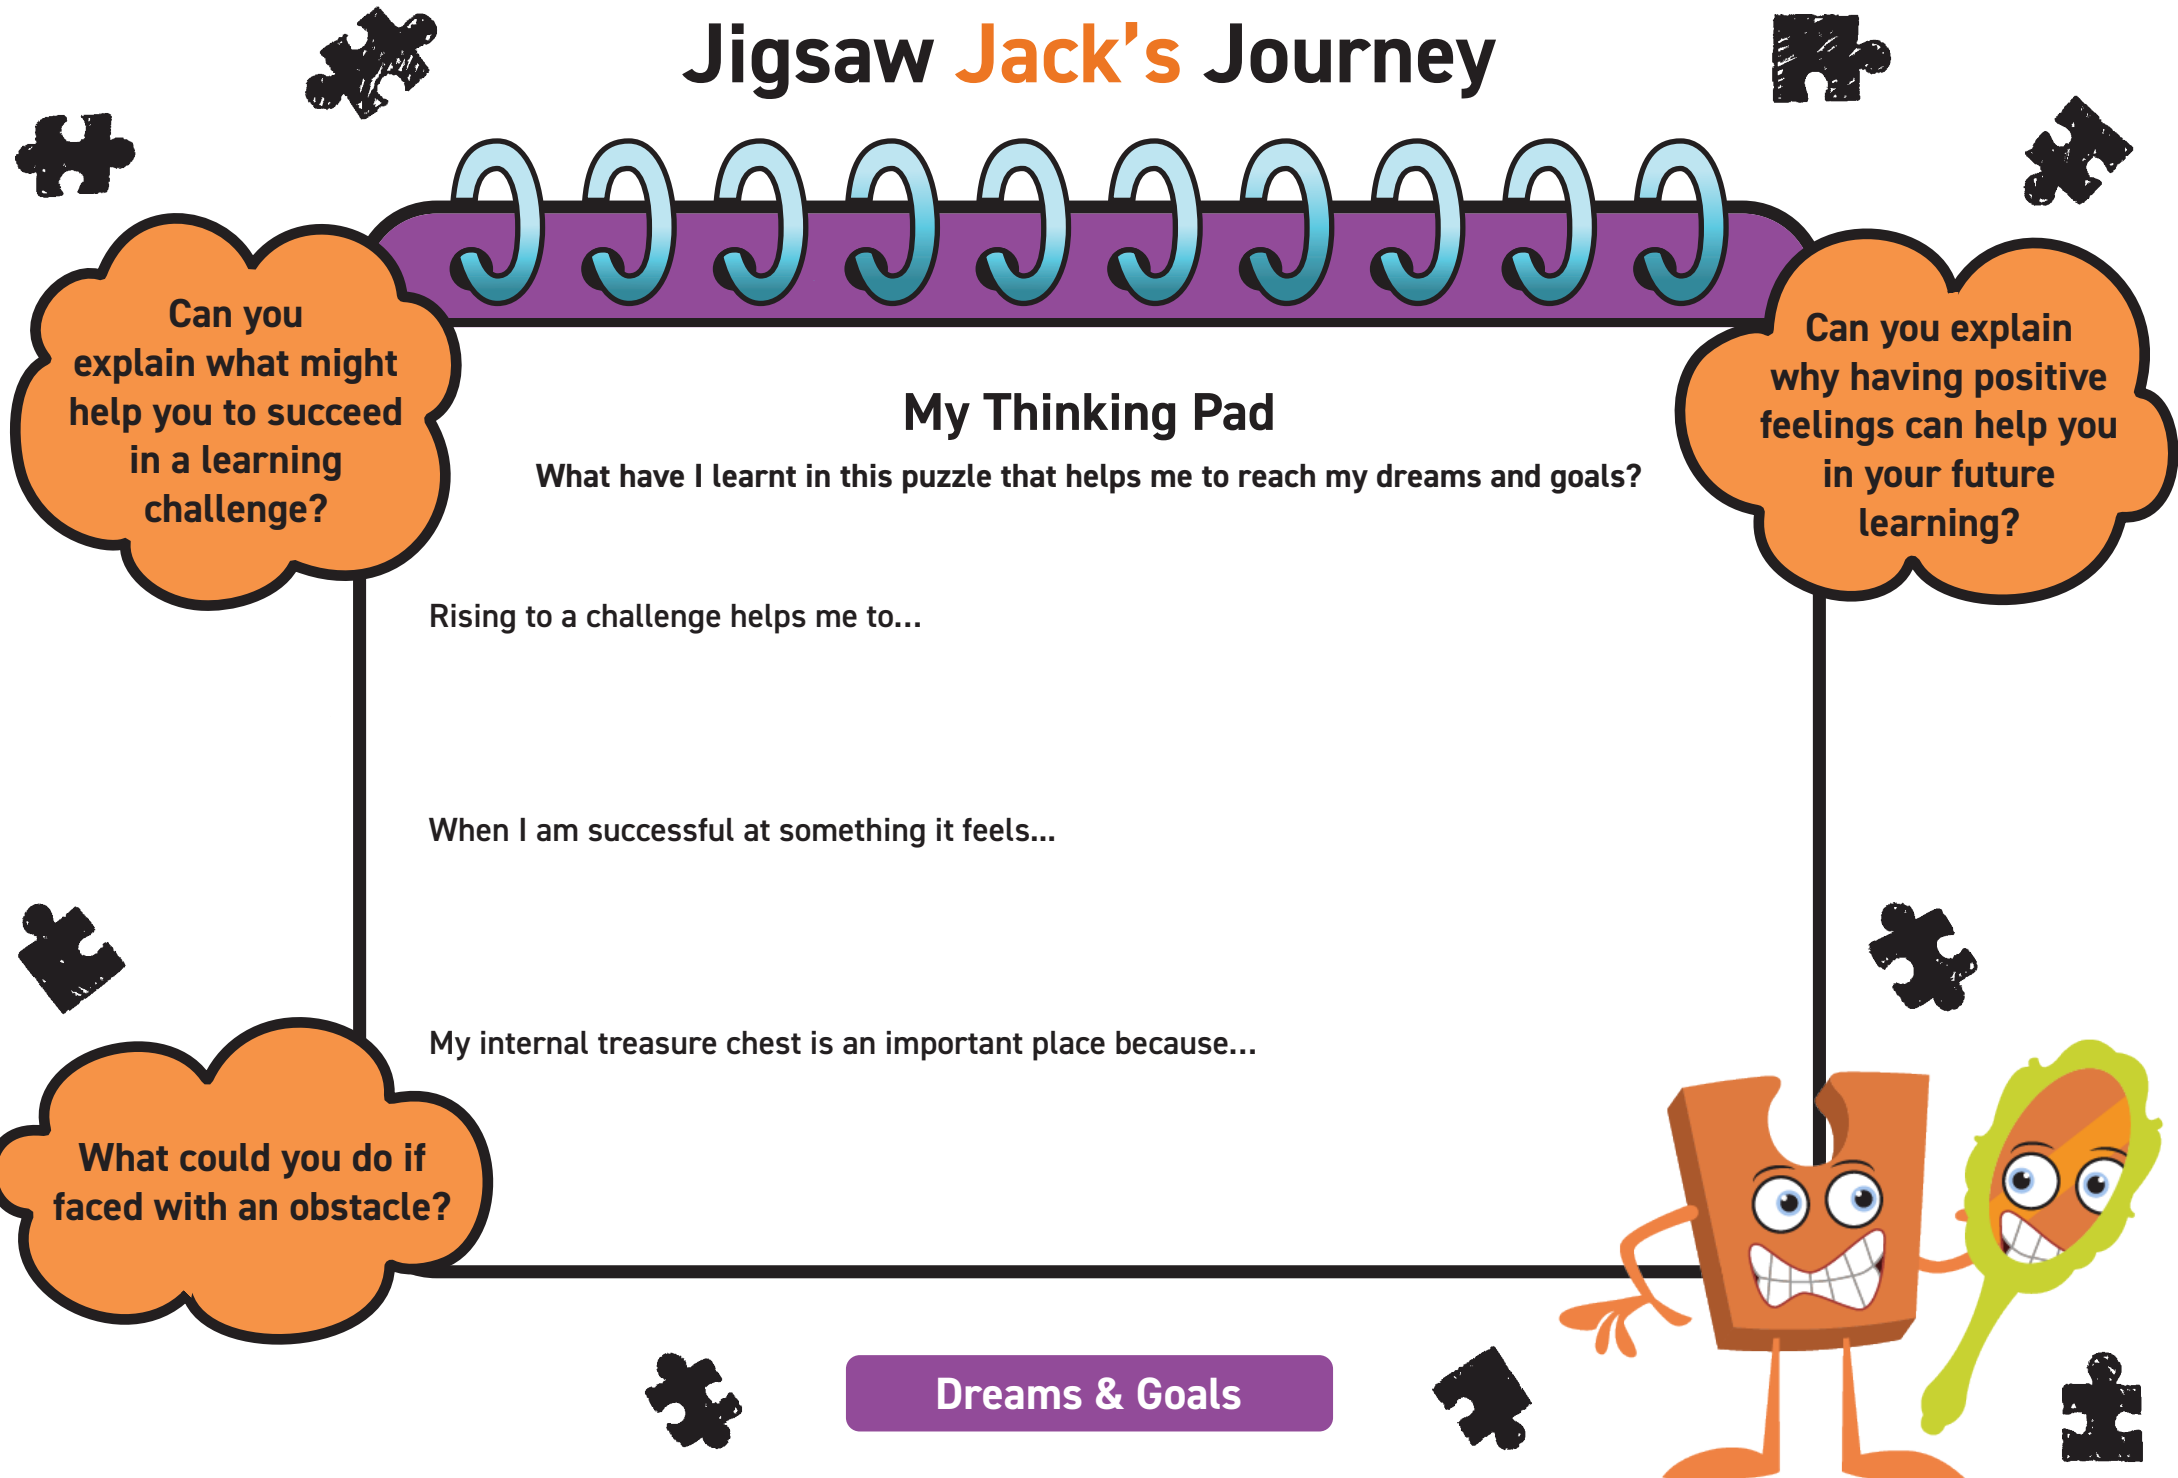 Jigsaw Jack's Journey
Can you
explain what might
help you to succeed
in a learning
challenge?
Can you explain
why having positive
feelings can help you
in your future
learning?
My Thinking Pad
What have I learnt in this puzzle that helps me to reach my dreams and goals?
Rising to a challenge helps me to...
When I am successful at something it feels...
My internal treasure chest is an important place because...
What could you do if
faced with an obstacle?
Dreams & Goals